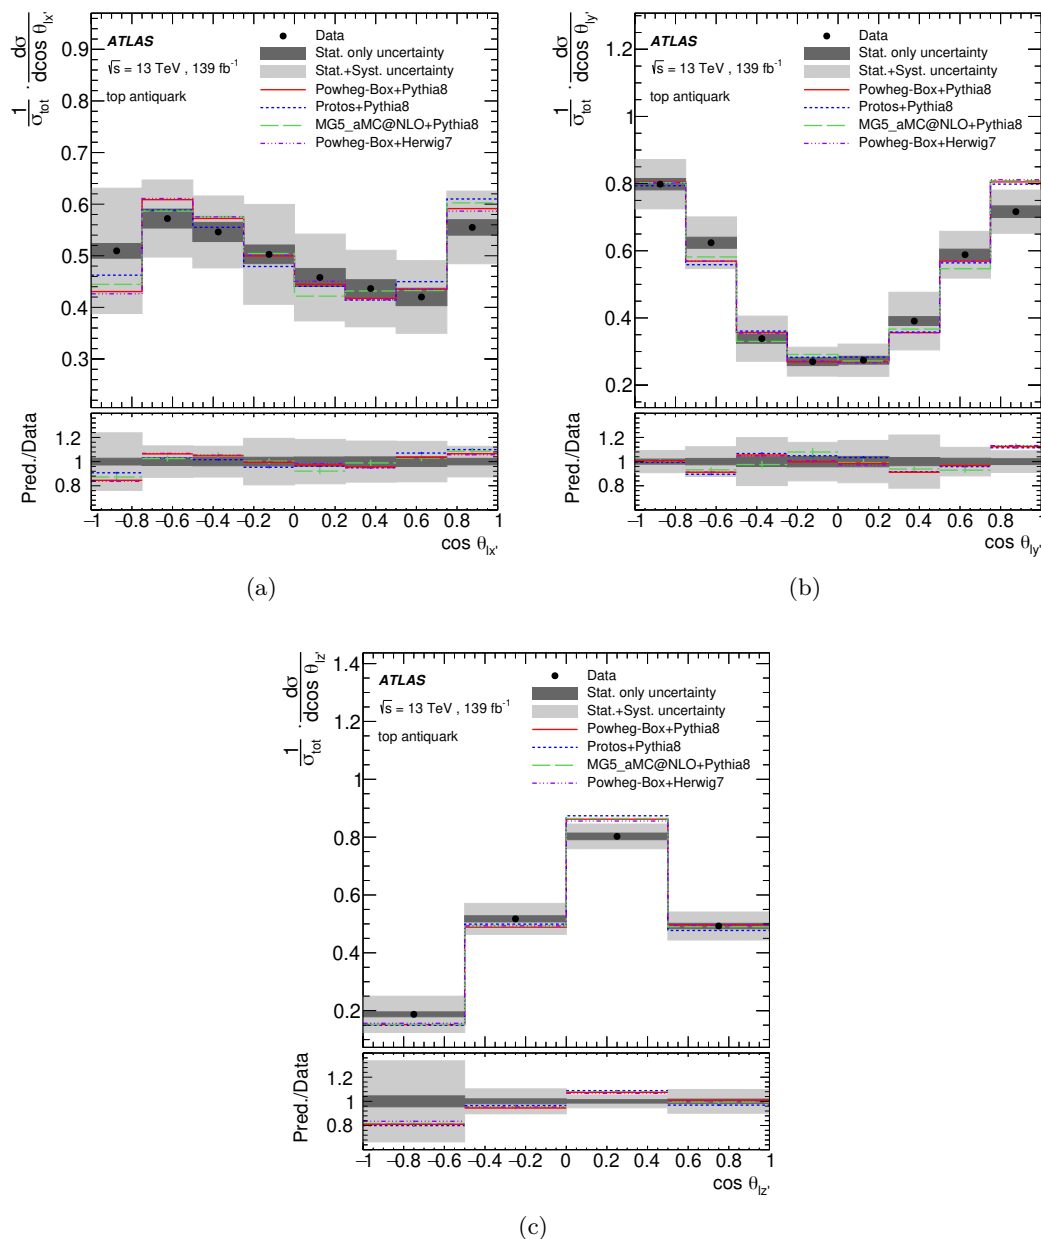 1/σtot · dσ/dcos θlx'
ATLAS
√s = 13 TeV , 139 fb-1
top antiquark
Data
Stat. only uncertainty
Stat.+Syst. uncertainty
Powheg-Box+Pythia8
Protos+Pythia8
MG5_aMC@NLO+Pythia8
Powheg-Box+Herwig7
0.9
0.8
0.7
0.6
0.5
0.4
0.3
Pred./Data
1.2
1
0.8
−1 −0.8 −0.6 −0.4 −0.2 0 0.2 0.4 0.6 0.8 1
cos θlx'
(a)
1/σtot · dσ/dcos θly'
ATLAS
√s = 13 TeV , 139 fb-1
top antiquark
Data
Stat. only uncertainty
Stat.+Syst. uncertainty
Powheg-Box+Pythia8
Protos+Pythia8
MG5_aMC@NLO+Pythia8
Powheg-Box+Herwig7
1.2
1
0.8
0.6
0.4
0.2
Pred./Data
1.2
1
0.8
−1 −0.8 −0.6 −0.4 −0.2 0 0.2 0.4 0.6 0.8 1
cos θly'
(b)
1/σtot · dσ/dcos θlz'
ATLAS
√s = 13 TeV , 139 fb-1
top antiquark
Data
Stat. only uncertainty
Stat.+Syst. uncertainty
Powheg-Box+Pythia8
Protos+Pythia8
MG5_aMC@NLO+Pythia8
Powheg-Box+Herwig7
1.4
1.2
1
0.8
0.6
0.4
0.2
Pred./Data
1.2
1
0.8
−1 −0.8 −0.6 −0.4 −0.2 0 0.2 0.4 0.6 0.8 1
cos θlz'
(c)